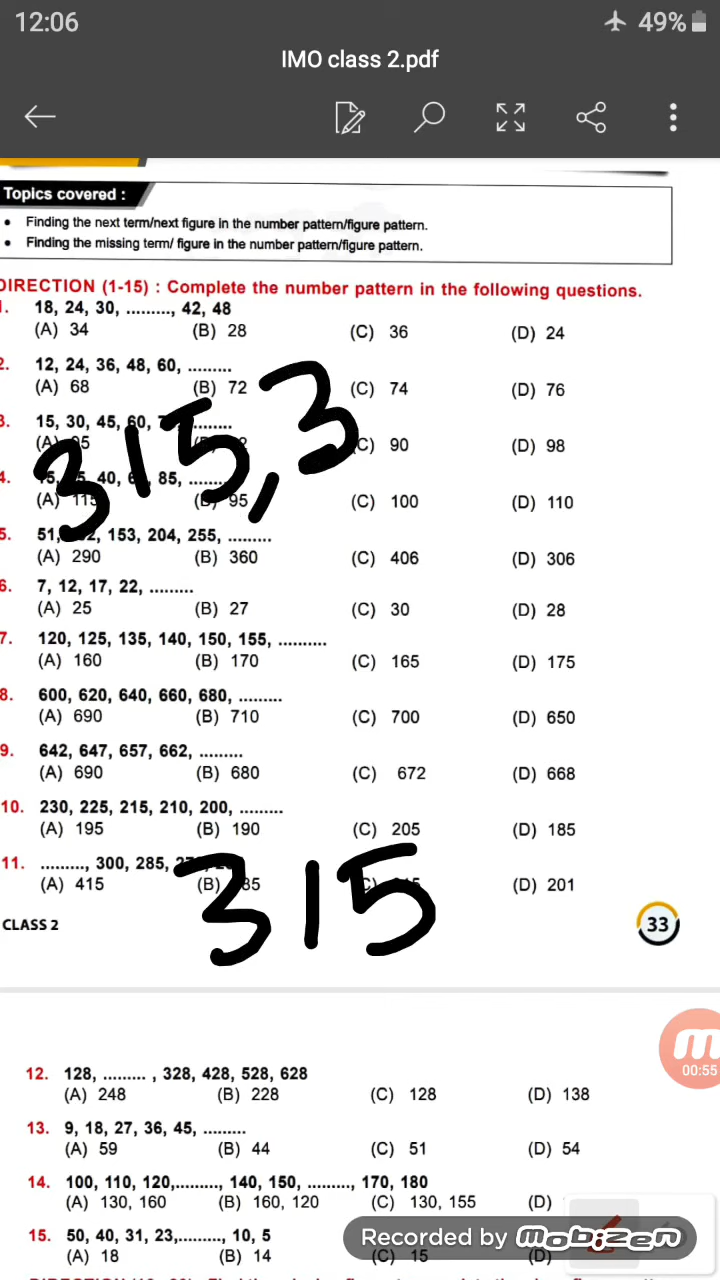 12:06 49%
IMO class 2.pdf
Topics covered :
• Finding the next term/next figure in the number pattern/figure pattern.
• Finding the missing term/ figure in the number pattern/figure pattern.
DIRECTION (1-15) : Complete the number pattern in the following questions.
1. 18, 24, 30, ........., 42, 48
(A) 34 (B) 28 (C) 36 (D) 24
2. 12, 24, 36, 48, 60, .........
(A) 68 (B) 72 (C) 74 (D) 76
3. 15, 30, 45, 60, .........
(A) (C) 90 (D) 98
315, 3
4. 40, 85, .........
(A) 115 (B) 95 (C) 100 (D) 110
5. 51, 153, 204, 255, .........
(A) 290 (B) 360 (C) 406 (D) 306
6. 7, 12, 17, 22, .........
(A) 25 (B) 27 (C) 30 (D) 28
7. 120, 125, 135, 140, 150, 155, ..........
(A) 160 (B) 170 (C) 165 (D) 175
8. 600, 620, 640, 660, 680, .........
(A) 690 (B) 710 (C) 700 (D) 650
9. 642, 647, 657, 662, .........
(A) 690 (B) 680 (C) 672 (D) 668
10. 230, 225, 215, 210, 200, .........
(A) 195 (B) 190 (C) 205 (D) 185
11. ........., 300, 285,
(A) 415 (B) (D) 201
315
CLASS 2 33
00:55
12. 128, ......... , 328, 428, 528, 628
(A) 248 (B) 228 (C) 128 (D) 138
13. 9, 18, 27, 36, 45, .........
(A) 59 (B) 44 (C) 51 (D) 54
14. 100, 110, 120,........., 140, 150, ........., 170, 180
(A) 130, 160 (B) 160, 120 (C) 130, 155 (D)
15. 50, 40, 31, 23,........., 10, 5
Recorded by Mobizen
(A) 18 (B) 14 (C) 15 (D)